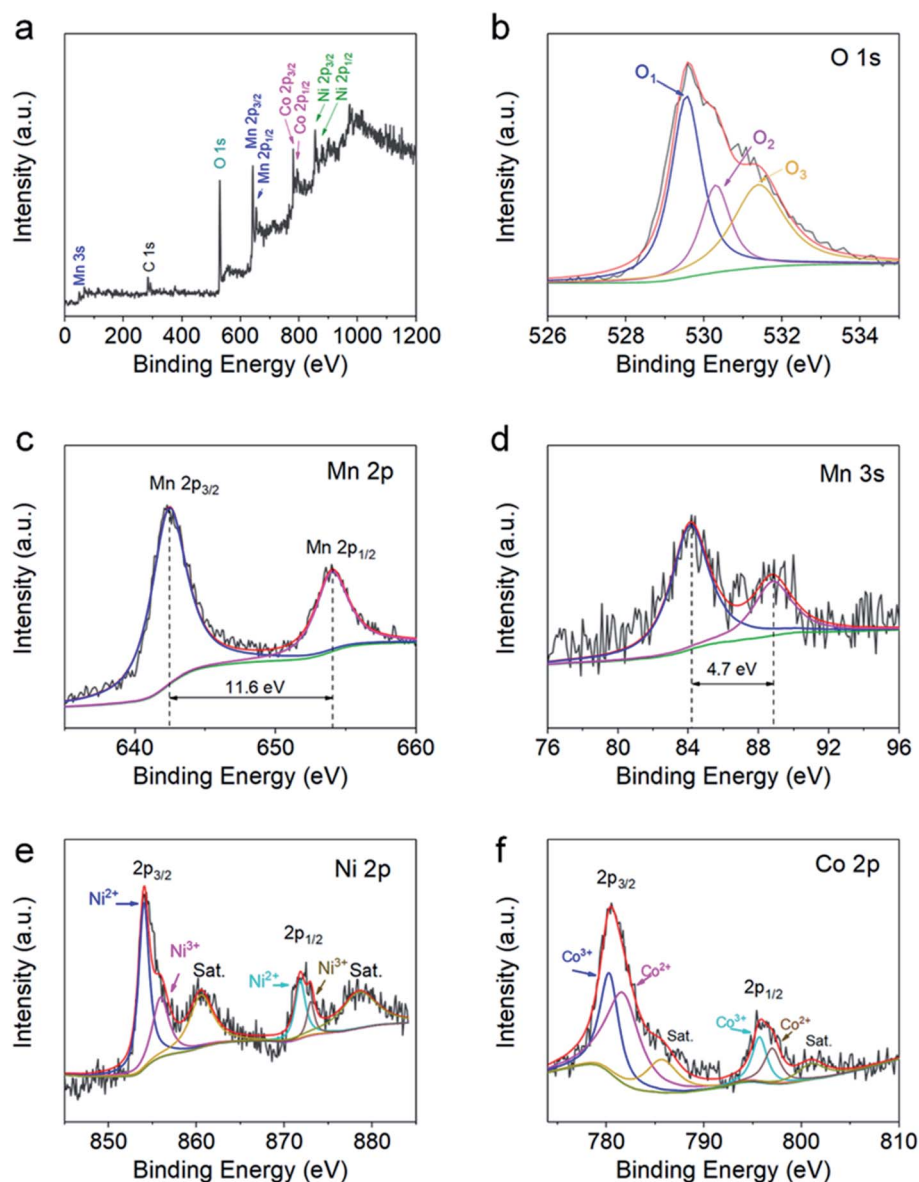 a
Intensity (a.u.)
Mn 3s
C 1s
O 1s
Mn 2p3/2
Mn 2p1/2
Co 2p3/2
Co 2p1/2
Ni 2p3/2
Ni 2p1/2
0 200 400 600 800 1000 1200
Binding Energy (eV)
b
O 1s
Intensity (a.u.)
O1
O2
O3
526 528 530 532 534
Binding Energy (eV)
c
Mn 2p
Intensity (a.u.)
Mn 2p3/2
Mn 2p1/2
11.6 eV
640 650 660
Binding Energy (eV)
d
Mn 3s
Intensity (a.u.)
4.7 eV
76 80 84 88 92 96
Binding Energy (eV)
e
Ni 2p
Intensity (a.u.)
2p3/2
Ni2+
Ni3+
Sat.
2p1/2
Ni2+
Ni3+
Sat.
850 860 870 880
Binding Energy (eV)
f
Co 2p
Intensity (a.u.)
2p3/2
Co3+
Co2+
Sat.
2p1/2
Co3+
Co2+
Sat.
780 790 800 810
Binding Energy (eV)